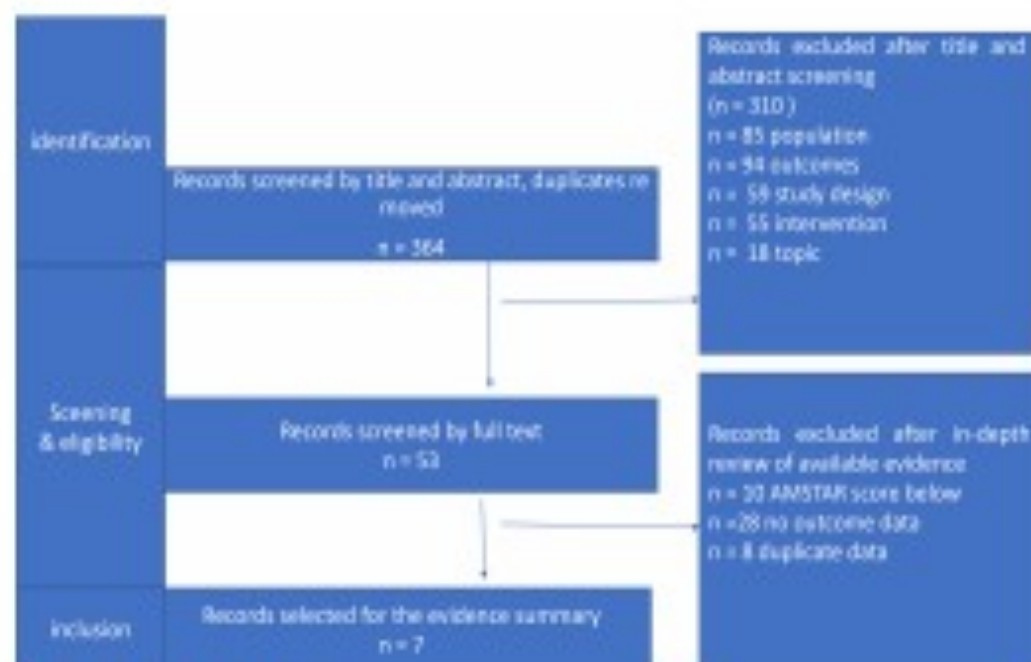 identification
Records screened by title and abstract, duplicates re
moved
n = 364
Records excluded after title and
abstract screening
(n = 310 )
n = 85 population
n = 94 outcomes
n = 59 study design
n = 55 intervention
n = 18 topic
Sceening
& eligibility
Records screened by full text
n = 53
Records excluded after in-depth
review of available evidence
n = 10 AMSTAR score below
n =28 no outcome data
n = 8 duplicate data
inclusion
Records selected for the evidence summary
n = 7